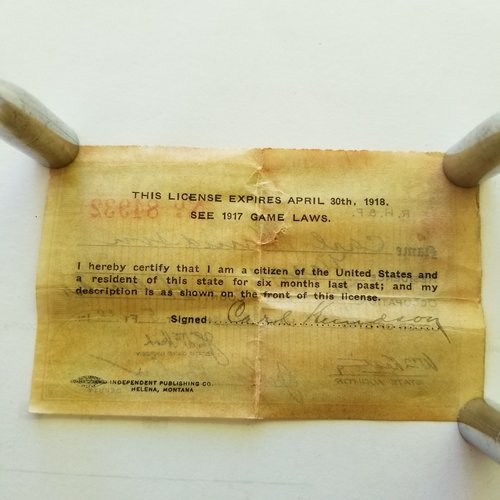 THIS LICENSE EXPIRES APRIL 30th, 1918.
SEE 1917 GAME LAWS.
I hereby certify that I am a citizen of the United States and
a resident of this state for six months last past; and my
description is as shown on the front of this license.
Signed Carl
INDEPENDENT PUBLISHING CO.
HELENA, MONTANA